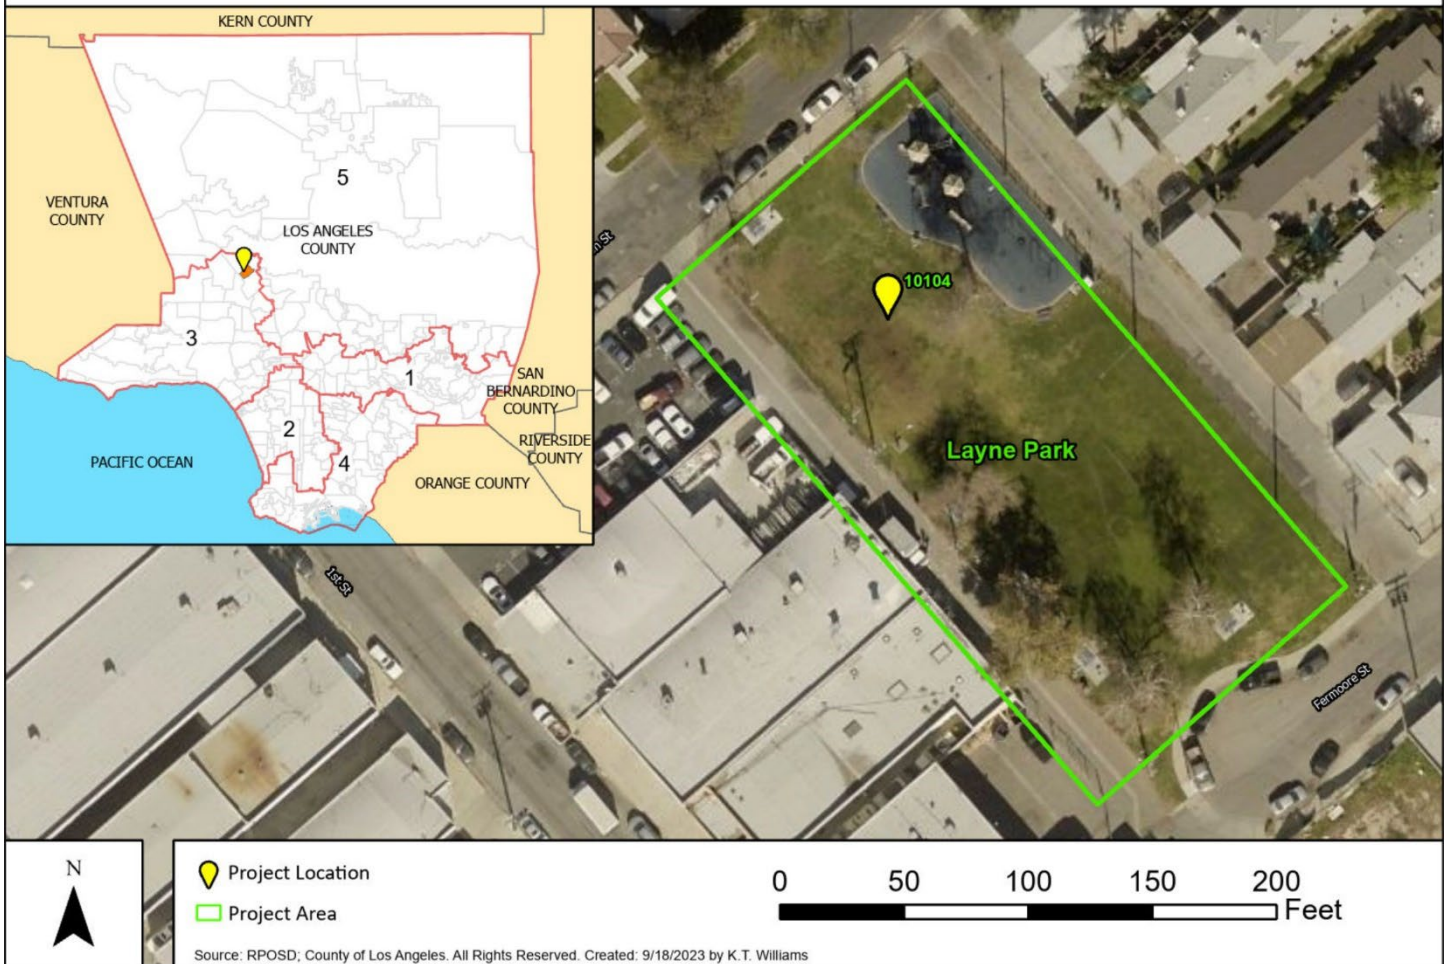 KERN COUNTY
5
VENTURA
COUNTY
LOS ANGELES
COUNTY
3
1
SAN
BERNARDINO
COUNTY
2
RIVERSIDE
COUNTY
4
PACIFIC OCEAN
ORANGE COUNTY
10104
Layne Park
1st St
Fermoore St
N
Project Location
Project Area
0 50 100 150 200
Feet
Source: RPOSD; County of Los Angeles. All Rights Reserved. Created: 9/18/2023 by K.T. Williams